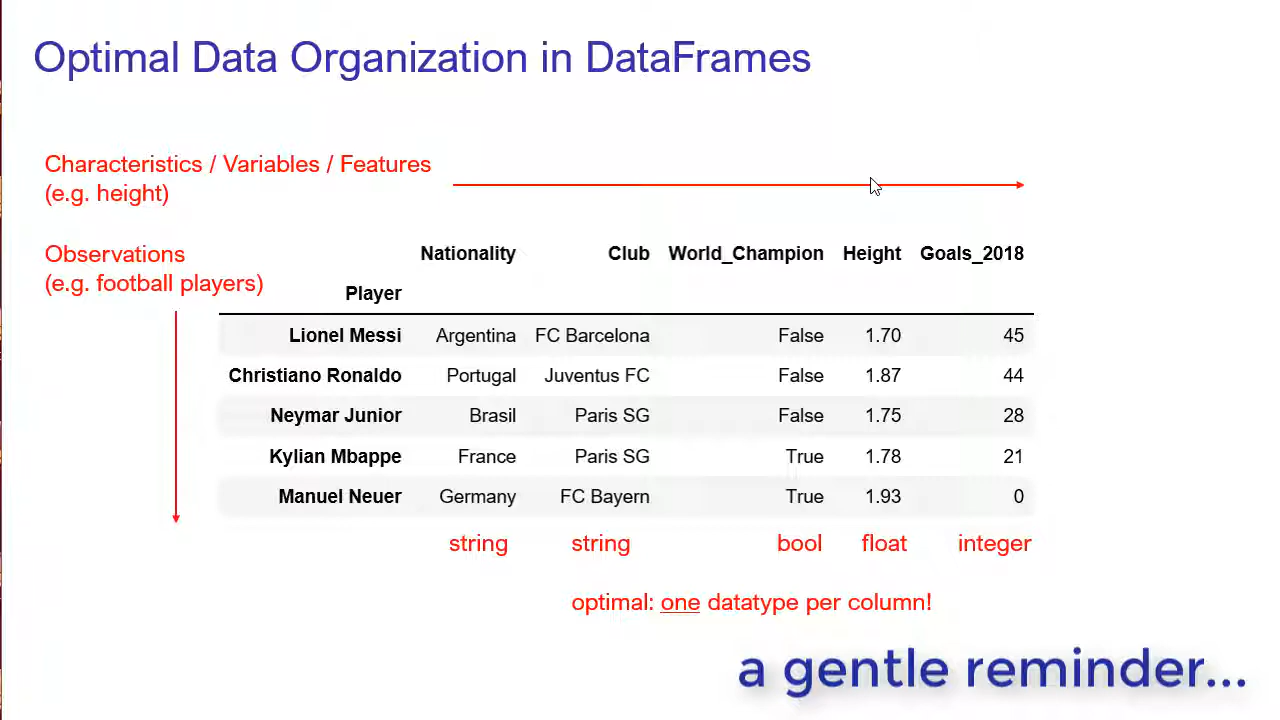 Optimal Data Organization in DataFrames
Characteristics / Variables / Features
(e.g. height)
Observations
(e.g. football players)
Nationality Club World_Champion Height Goals_2018
Player
Lionel Messi Argentina FC Barcelona False 1.70 45
Christiano Ronaldo Portugal Juventus FC False 1.87 44
Neymar Junior Brasil Paris SG False 1.75 28
Kylian Mbappe France Paris SG True 1.78 21
Manuel Neuer Germany FC Bayern True 1.93 0
string string bool float integer
optimal: one datatype per column!
a gentle reminder...